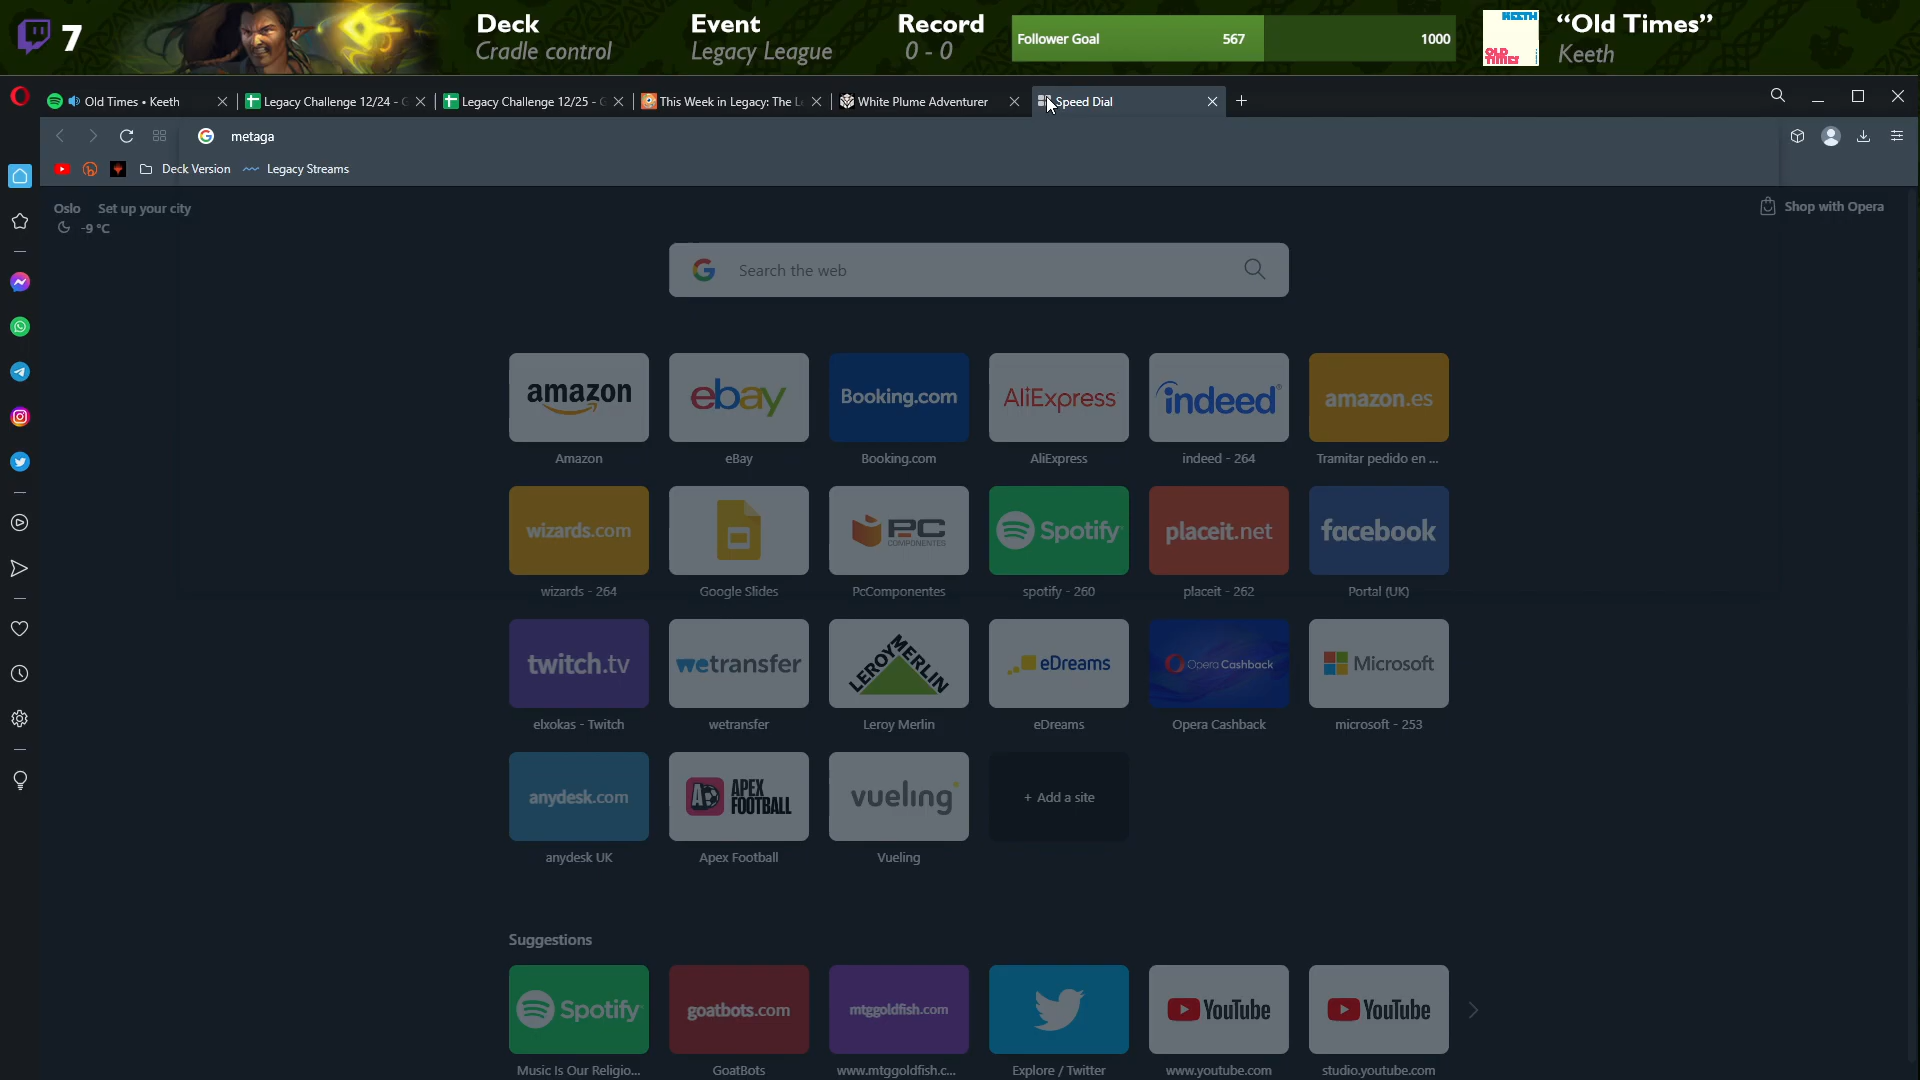 7
Deck
Cradle control
Event
Legacy League
Record
0 - 0
Follower Goal 567 1000
KEETH
OLD TIMES
“Old Times”
Keeth
Old Times • Keeth
Legacy Challenge 12/24 -
Legacy Challenge 12/25 -
This Week in Legacy: The L
White Plume Adventurer
Speed Dial
metaga
Deck Version
Legacy Streams
Oslo Set up your city
-9 °C
Shop with Opera
Search the web
amazon
ebay
Booking.com
AliExpress
indeed
amazon.es
Amazon
eBay
Booking.com
AliExpress
indeed - 264
Tramitar pedido en ...
wizards.com
PC COMPONENTES
Spotify
placeit.net
facebook
wizards - 264
Google Slides
PcComponentes
spotify - 260
placeit - 262
Portal (UK)
twitch.tv
wetransfer
LEROY MERLIN
eDreams
Opera Cashback
Microsoft
elxokas - Twitch
wetransfer
Leroy Merlin
eDreams
Opera Cashback
microsoft - 253
anydesk.com
APEX FOOTBALL
vueling
+ Add a site
anydesk UK
Apex Football
Vueling
Suggestions
Spotify
goatbots.com
mtggoldfish.com
YouTube
YouTube
Music Is Our Religio...
GoatBots
www.mtggoldfish.c...
Explore / Twitter
www.youtube.com
studio.youtube.com